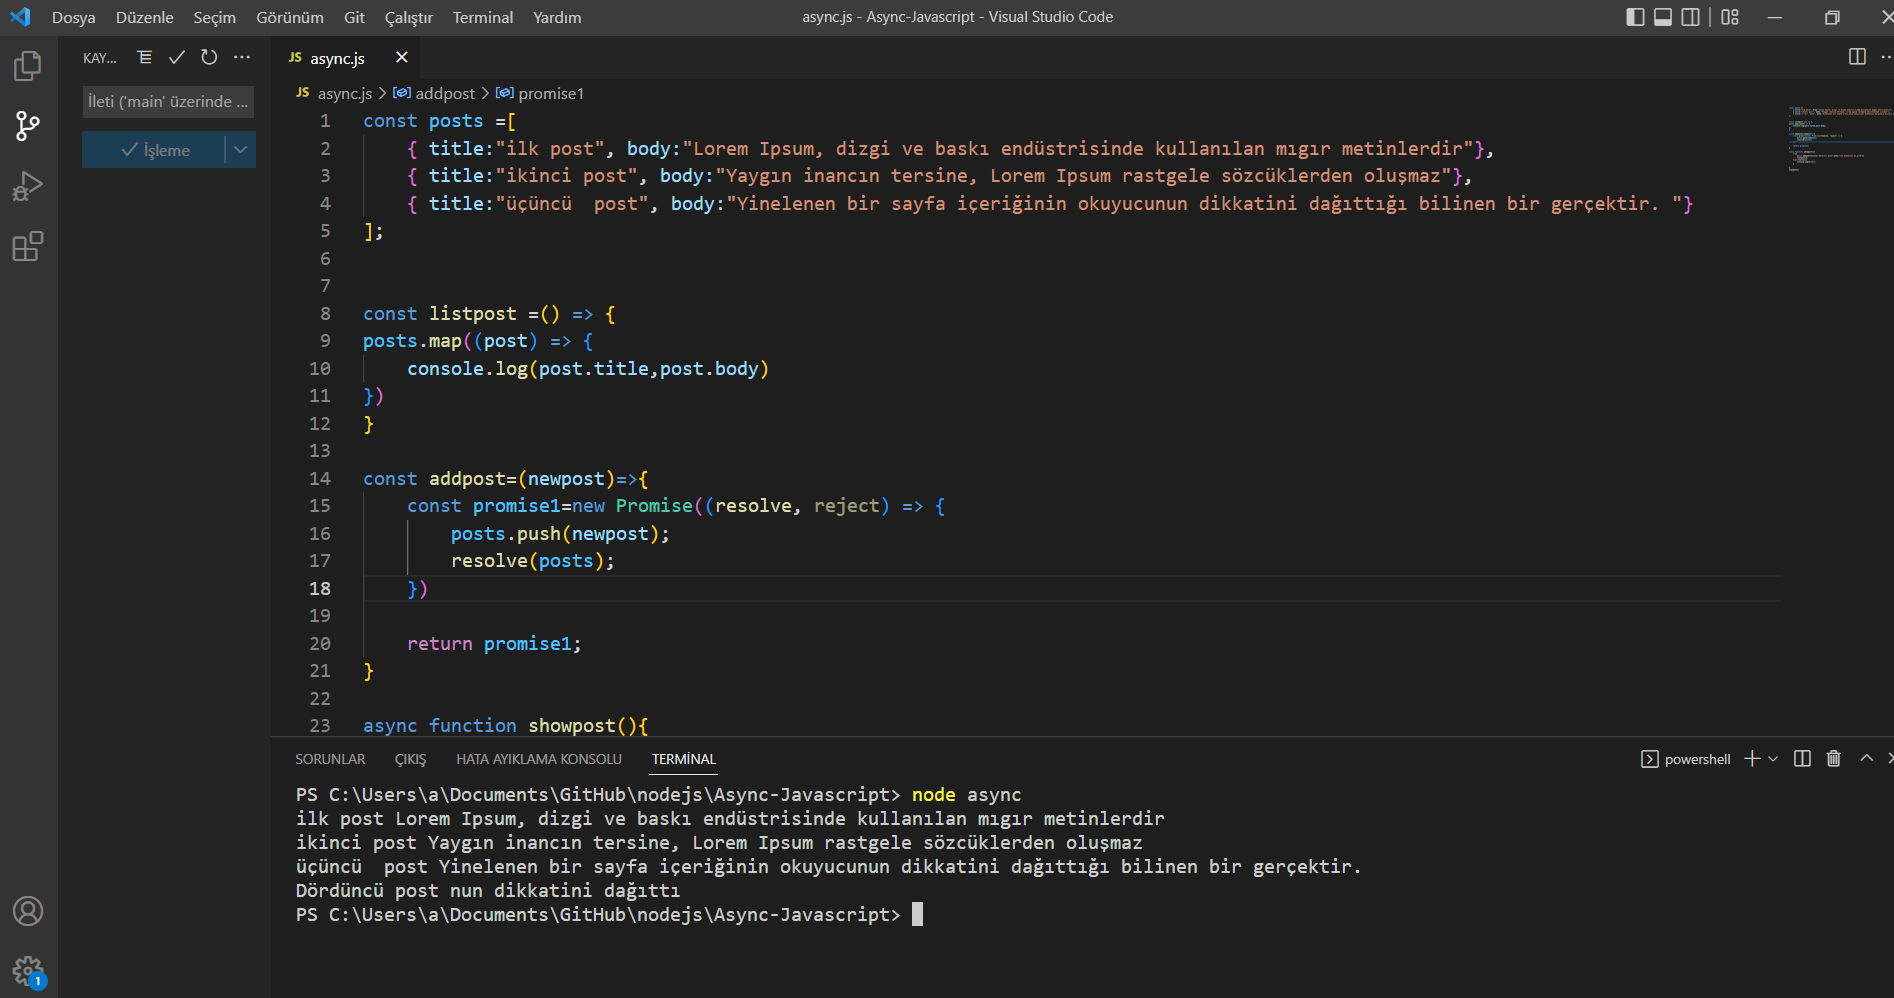 Dosya Düzenle Seçim Görünüm Git Çalıştır Terminal Yardım async.js - Async-Javascript - Visual Studio Code
KAY...
İleti ('main' üzerinde ...
İşleme
JS async.js
JS async.js > addpost > promise1
1 const posts =[
2 { title:"ilk post", body:"Lorem Ipsum, dizgi ve baskı endüstrisinde kullanılan mıgır metinlerdir"},
3 { title:"ikinci post", body:"Yaygın inancın tersine, Lorem Ipsum rastgele sözcüklerden oluşmaz"},
4 { title:"üçüncü  post", body:"Yinelenen bir sayfa içeriğinin okuyucunun dikkatini dağıttığı bilinen bir gerçektir. "}
5 ];
6
7
8 const listpost =() => {
9 posts.map((post) => {
10 console.log(post.title,post.body)
11 })
12 }
13
14 const addpost=(newpost)=>{
15 const promise1=new Promise((resolve, reject) => {
16 posts.push(newpost);
17 resolve(posts);
18 })
19
20 return promise1;
21 }
22
23 async function showpost(){
SORUNLAR ÇIKIŞ HATA AYIKLAMA KONSOLU TERMİNAL powershell
PS C:\Users\a\Documents\GitHub\nodejs\Async-Javascript> node async
ilk post Lorem Ipsum, dizgi ve baskı endüstrisinde kullanılan mıgır metinlerdir
ikinci post Yaygın inancın tersine, Lorem Ipsum rastgele sözcüklerden oluşmaz
üçüncü  post Yinelenen bir sayfa içeriğinin okuyucunun dikkatini dağıttığı bilinen bir gerçektir.
Dördüncü post nun dikkatini dağıttı
PS C:\Users\a\Documents\GitHub\nodejs\Async-Javascript>
1